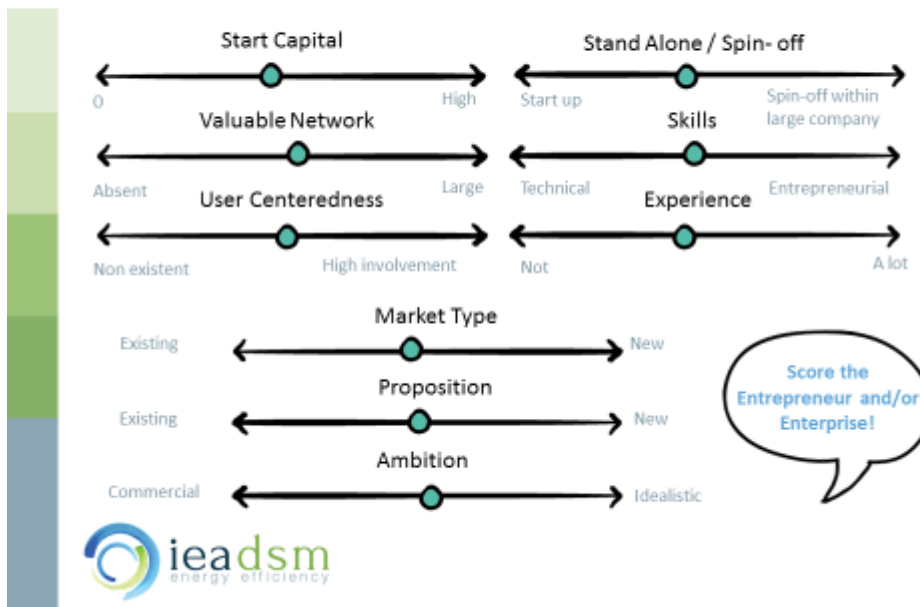 Start Capital
0
High
Stand Alone / Spin- off
Start up
Spin-off within
large company
Valuable Network
Absent
Large
Skills
Technical
Entrepreneurial
User Centeredness
Non existent
High involvement
Experience
Not
A lot
Market Type
Existing
New
Proposition
Existing
New
Ambition
Commercial
Idealistic
Score the
Entrepreneur and/or
Enterprise!
ieadsm
energy efficiency